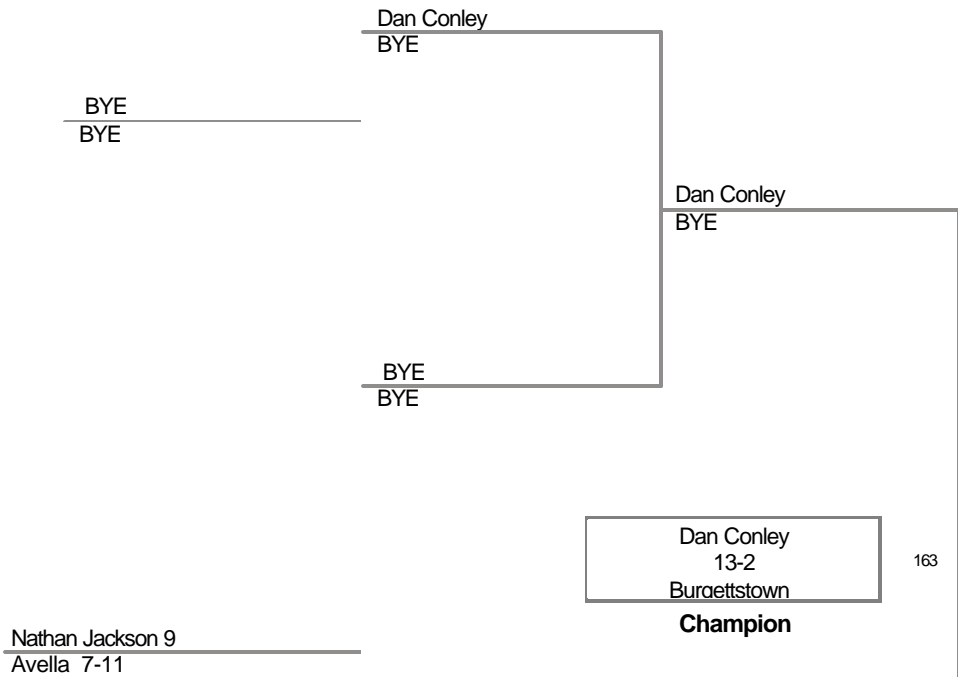 Dan Conley
BYE
BYE
BYE
Dan Conley
BYE
BYE
BYE
Dan Conley
13-2
Burgettstown
163
Champion
Nathan Jackson 9
Avella 7-11